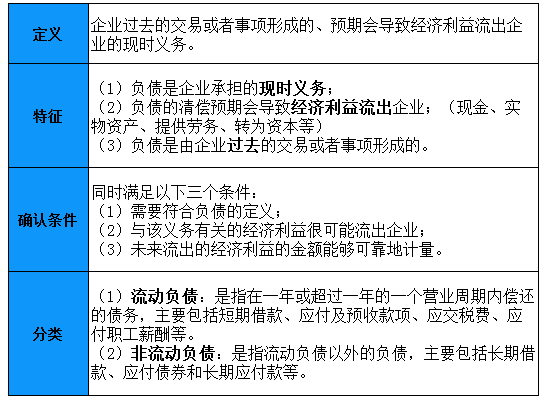 定义
企业过去的交易或者事项形成的、预期会导致经济利益流出企
业的现时义务。
特征
（1）负债是企业承担的现时义务；
（2）负债的清偿预期会导致经济利益流出企业；（现金、实
物资产、提供劳务、转为资本等）
（3）负债是由企业过去的交易或者事项形成的。
确认条件
同时满足以下三个条件：
（1）需要符合负债的定义；
（2）与该义务有关的经济利益很可能流出企业；
（3）未来流出的经济利益的金额能够可靠地计量。
分类
（1）流动负债：是指在一年或超过一年的一个营业周期内偿还
的债务，主要包括短期借款、应付及预收款项、应交税费、应
付职工薪酬等。
（2）非流动负债：是指流动负债以外的负债，主要包括长期借
款、应付债券和长期应付款等。